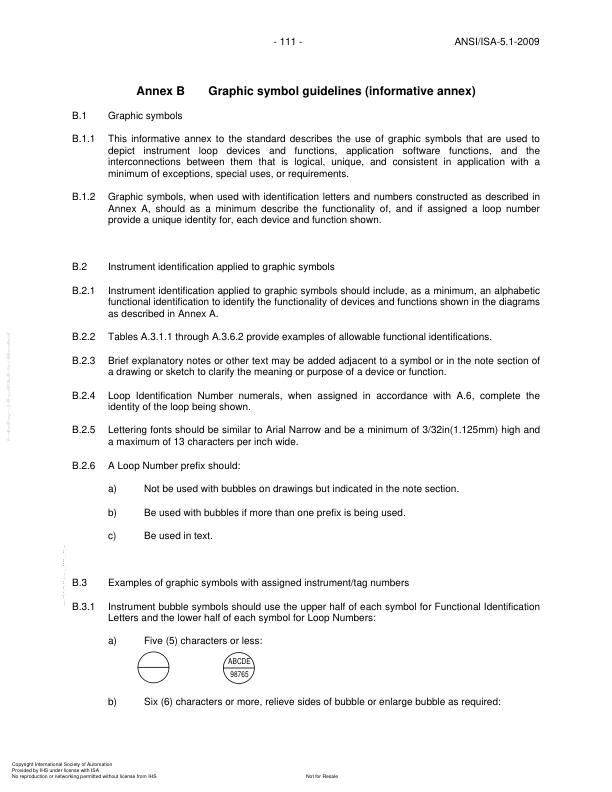 - 111 -
ANSI/ISA-5.1-2009
Annex B Graphic symbol guidelines (informative annex)
B.1 Graphic symbols
B.1.1 This informative annex to the standard describes the use of graphic symbols that are used to
depict instrument loop devices and functions, application software functions, and the
interconnections between them that is logical, unique, and consistent in application with a
minimum of exceptions, special uses, or requirements.
B.1.2 Graphic symbols, when used with identification letters and numbers constructed as described in
Annex A, should as a minimum describe the functionality of, and if assigned a loop number
provide a unique identity for, each device and function shown.
B.2 Instrument identification applied to graphic symbols
B.2.1 Instrument identification applied to graphic symbols should include, as a minimum, an alphabetic
functional identification to identify the functionality of devices and functions shown in the diagrams
as described in Annex A.
B.2.2 Tables A.3.1.1 through A.3.6.2 provide examples of allowable functional identifications.
B.2.3 Brief explanatory notes or other text may be added adjacent to a symbol or in the note section of
a drawing or sketch to clarify the meaning or purpose of a device or function.
B.2.4 Loop Identification Number numerals, when assigned in accordance with A.6, complete the
identity of the loop being shown.
B.2.5 Lettering fonts should be similar to Arial Narrow and be a minimum of 3/32in(1.125mm) high and
a maximum of 13 characters per inch wide.
B.2.6 A Loop Number prefix should:
a) Not be used with bubbles on drawings but indicated in the note section.
b) Be used with bubbles if more than one prefix is being used.
c) Be used in text.
B.3 Examples of graphic symbols with assigned instrument/tag numbers
B.3.1 Instrument bubble symbols should use the upper half of each symbol for Functional Identification
Letters and the lower half of each symbol for Loop Numbers:
a) Five (5) characters or less:
ABCDE
98765
b) Six (6) characters or more, relieve sides of bubble or enlarge bubble as required:
Copyright International Society of Automation
Provided by IHS under license with ISA
No reproduction or networking permitted without license from IHS
Not for Resale